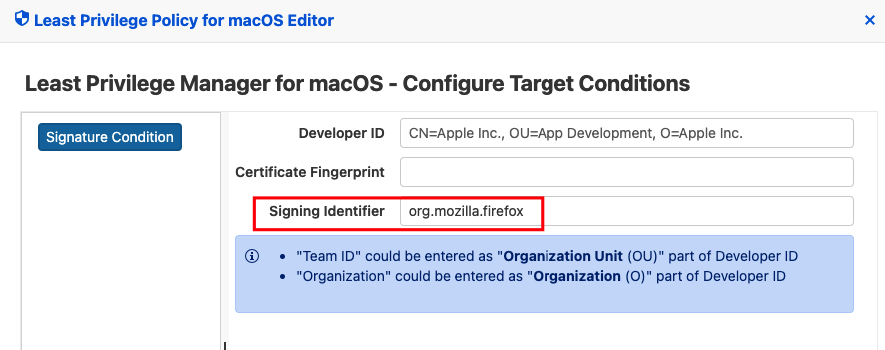 Least Privilege Policy for macOS Editor ×
Least Privilege Manager for macOS - Configure Target Conditions
Signature Condition
Developer ID CN=Apple Inc., OU=App Development, O=Apple Inc.
Certificate Fingerprint
Signing Identifier org.mozilla.firefox
• "Team ID" could be entered as "Organization Unit (OU)" part of Developer ID
• "Organization" could be entered as "Organization (O)" part of Developer ID